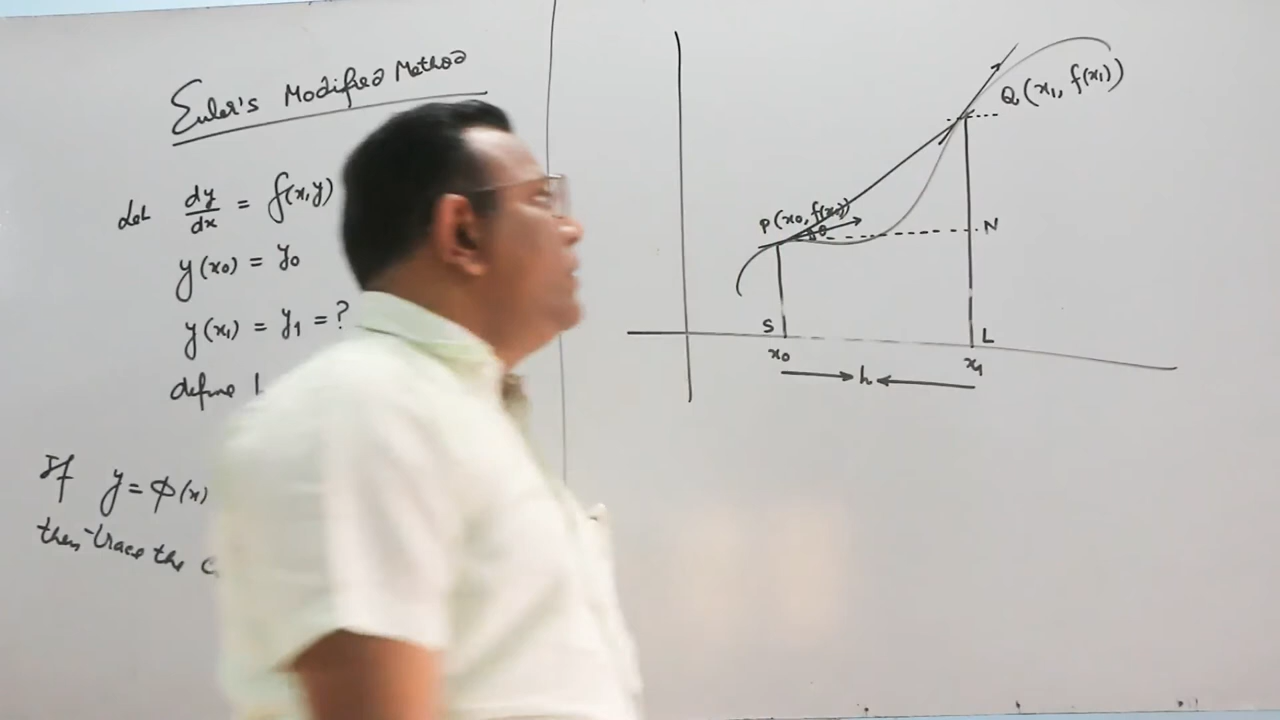 Euler's Modified Method
Let dy/dx = f(x,y)
y(x₀) = y₀
y(x₁) = y₁ = ?
define
If y = φ(x)
then trace the
Q (x₁, f(x₁))
P(x₀, f(x₀))
θ
N
S
L
x₀
x₁
h